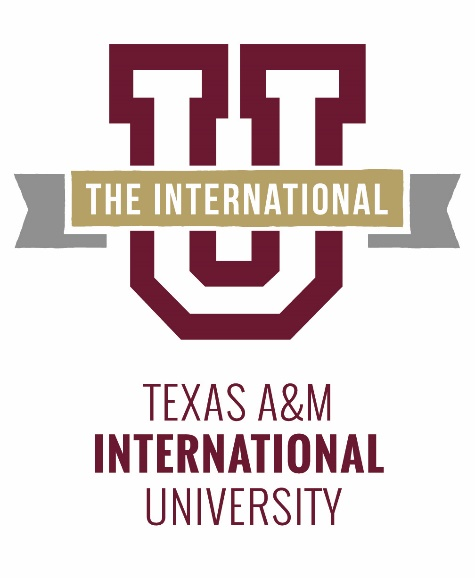 U
THE INTERNATIONAL
TEXAS A&M
INTERNATIONAL
UNIVERSITY